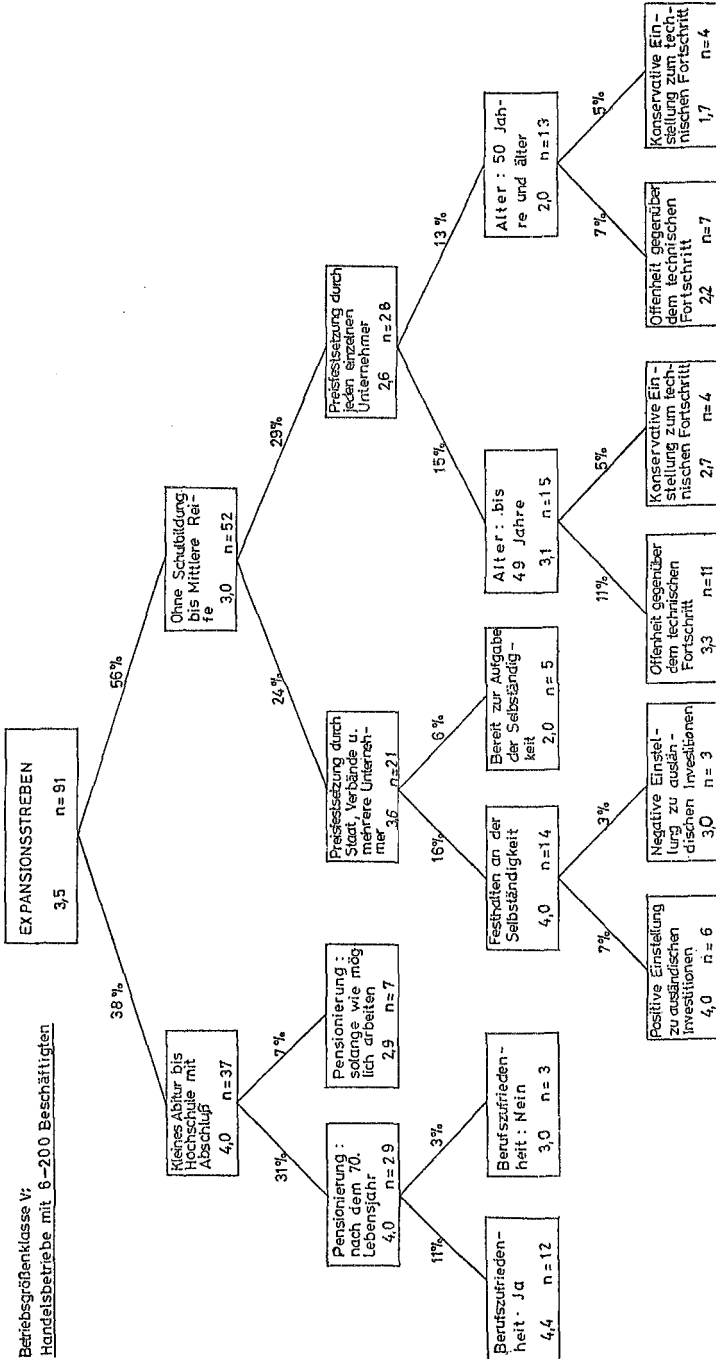 Betriebsgrößenklasse V:
Handelsbetriebe mit 6-200 Beschäftigten
EXPANSIONSSTREBEN
3,5 n=91
38%
56%
Kleines Abitur bis
Hochschule mit
Abschluß
4,0 n=37
Ohne Schulbildung
bis Mittlere Rei-
fe
3,0 n=52
31%
7%
24%
29%
Pensionierung :
nach dem 70.
Lebensjahr
4,0 n=29
Pensionierung :
solange wie mög
lich arbeiten
2,9 n=7
Preisfestsetzung durch
Staat, Verbände u.
mehrere Unterneh-
mer
3,6 n=21
Preisfestsetzung durch
jeden einzelnen
Unternehmer
2,6 n=28
11%
3%
16%
6%
15%
13%
Berufszufrieden-
heit - Ja
4,4 n=12
Berufszufrieden-
heit : Nein
3,0 n=3
Festhalten an der
Selbständigkeit
4,0 n=14
Bereit zur Aufgabe
der Selbständig-
keit
2,0 n=5
Alter : bis
49 Jahre
3,1 n=15
Alter : 50 Jah-
re und älter
2,0 n=13
7%
3%
11%
5%
7%
5%
Positive Einstellung
zu ausländischen
Investitionen
4,0 n=6
Negative Einstel-
lung zu auslän-
dischen Investitionen
3,0 n=3
Offenheit gegenüber
dem technischen
Fortschritt
3,3 n=11
Konservative Ein-
stellung zum tech-
nischen Fortschritt
2,7 n=4
Offenheit gegenüber
dem technischen
Fortschritt
2,2 n=7
Konservative Ein-
stellung zum tech-
nischen Fortschritt
1,7 n=4